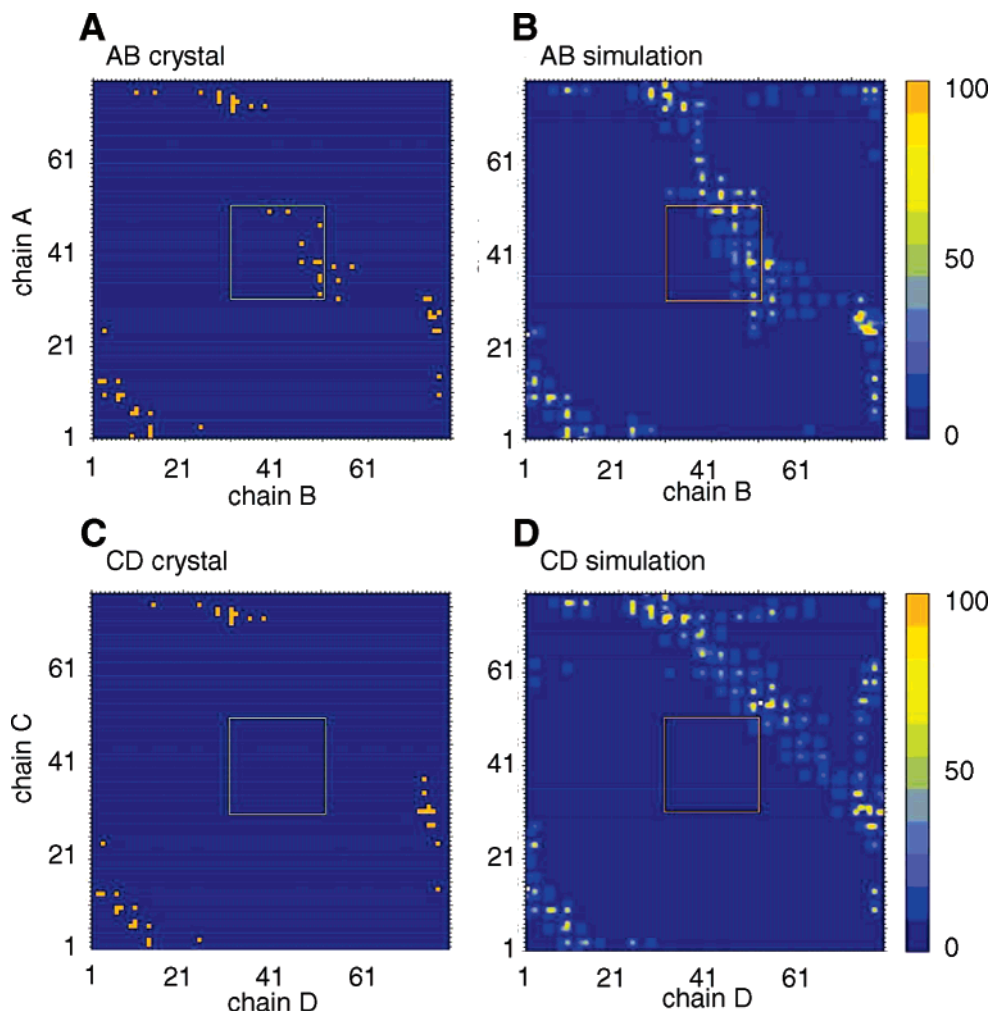 A
AB crystal
B
AB simulation
chain A
61
41
21
1
1 21 41 61
chain B
1 21 41 61
chain B
100
50
0
C
CD crystal
D
CD simulation
chain C
61
41
21
1
1 21 41 61
chain D
61
41
21
1
1 21 41 61
chain D
100
50
0